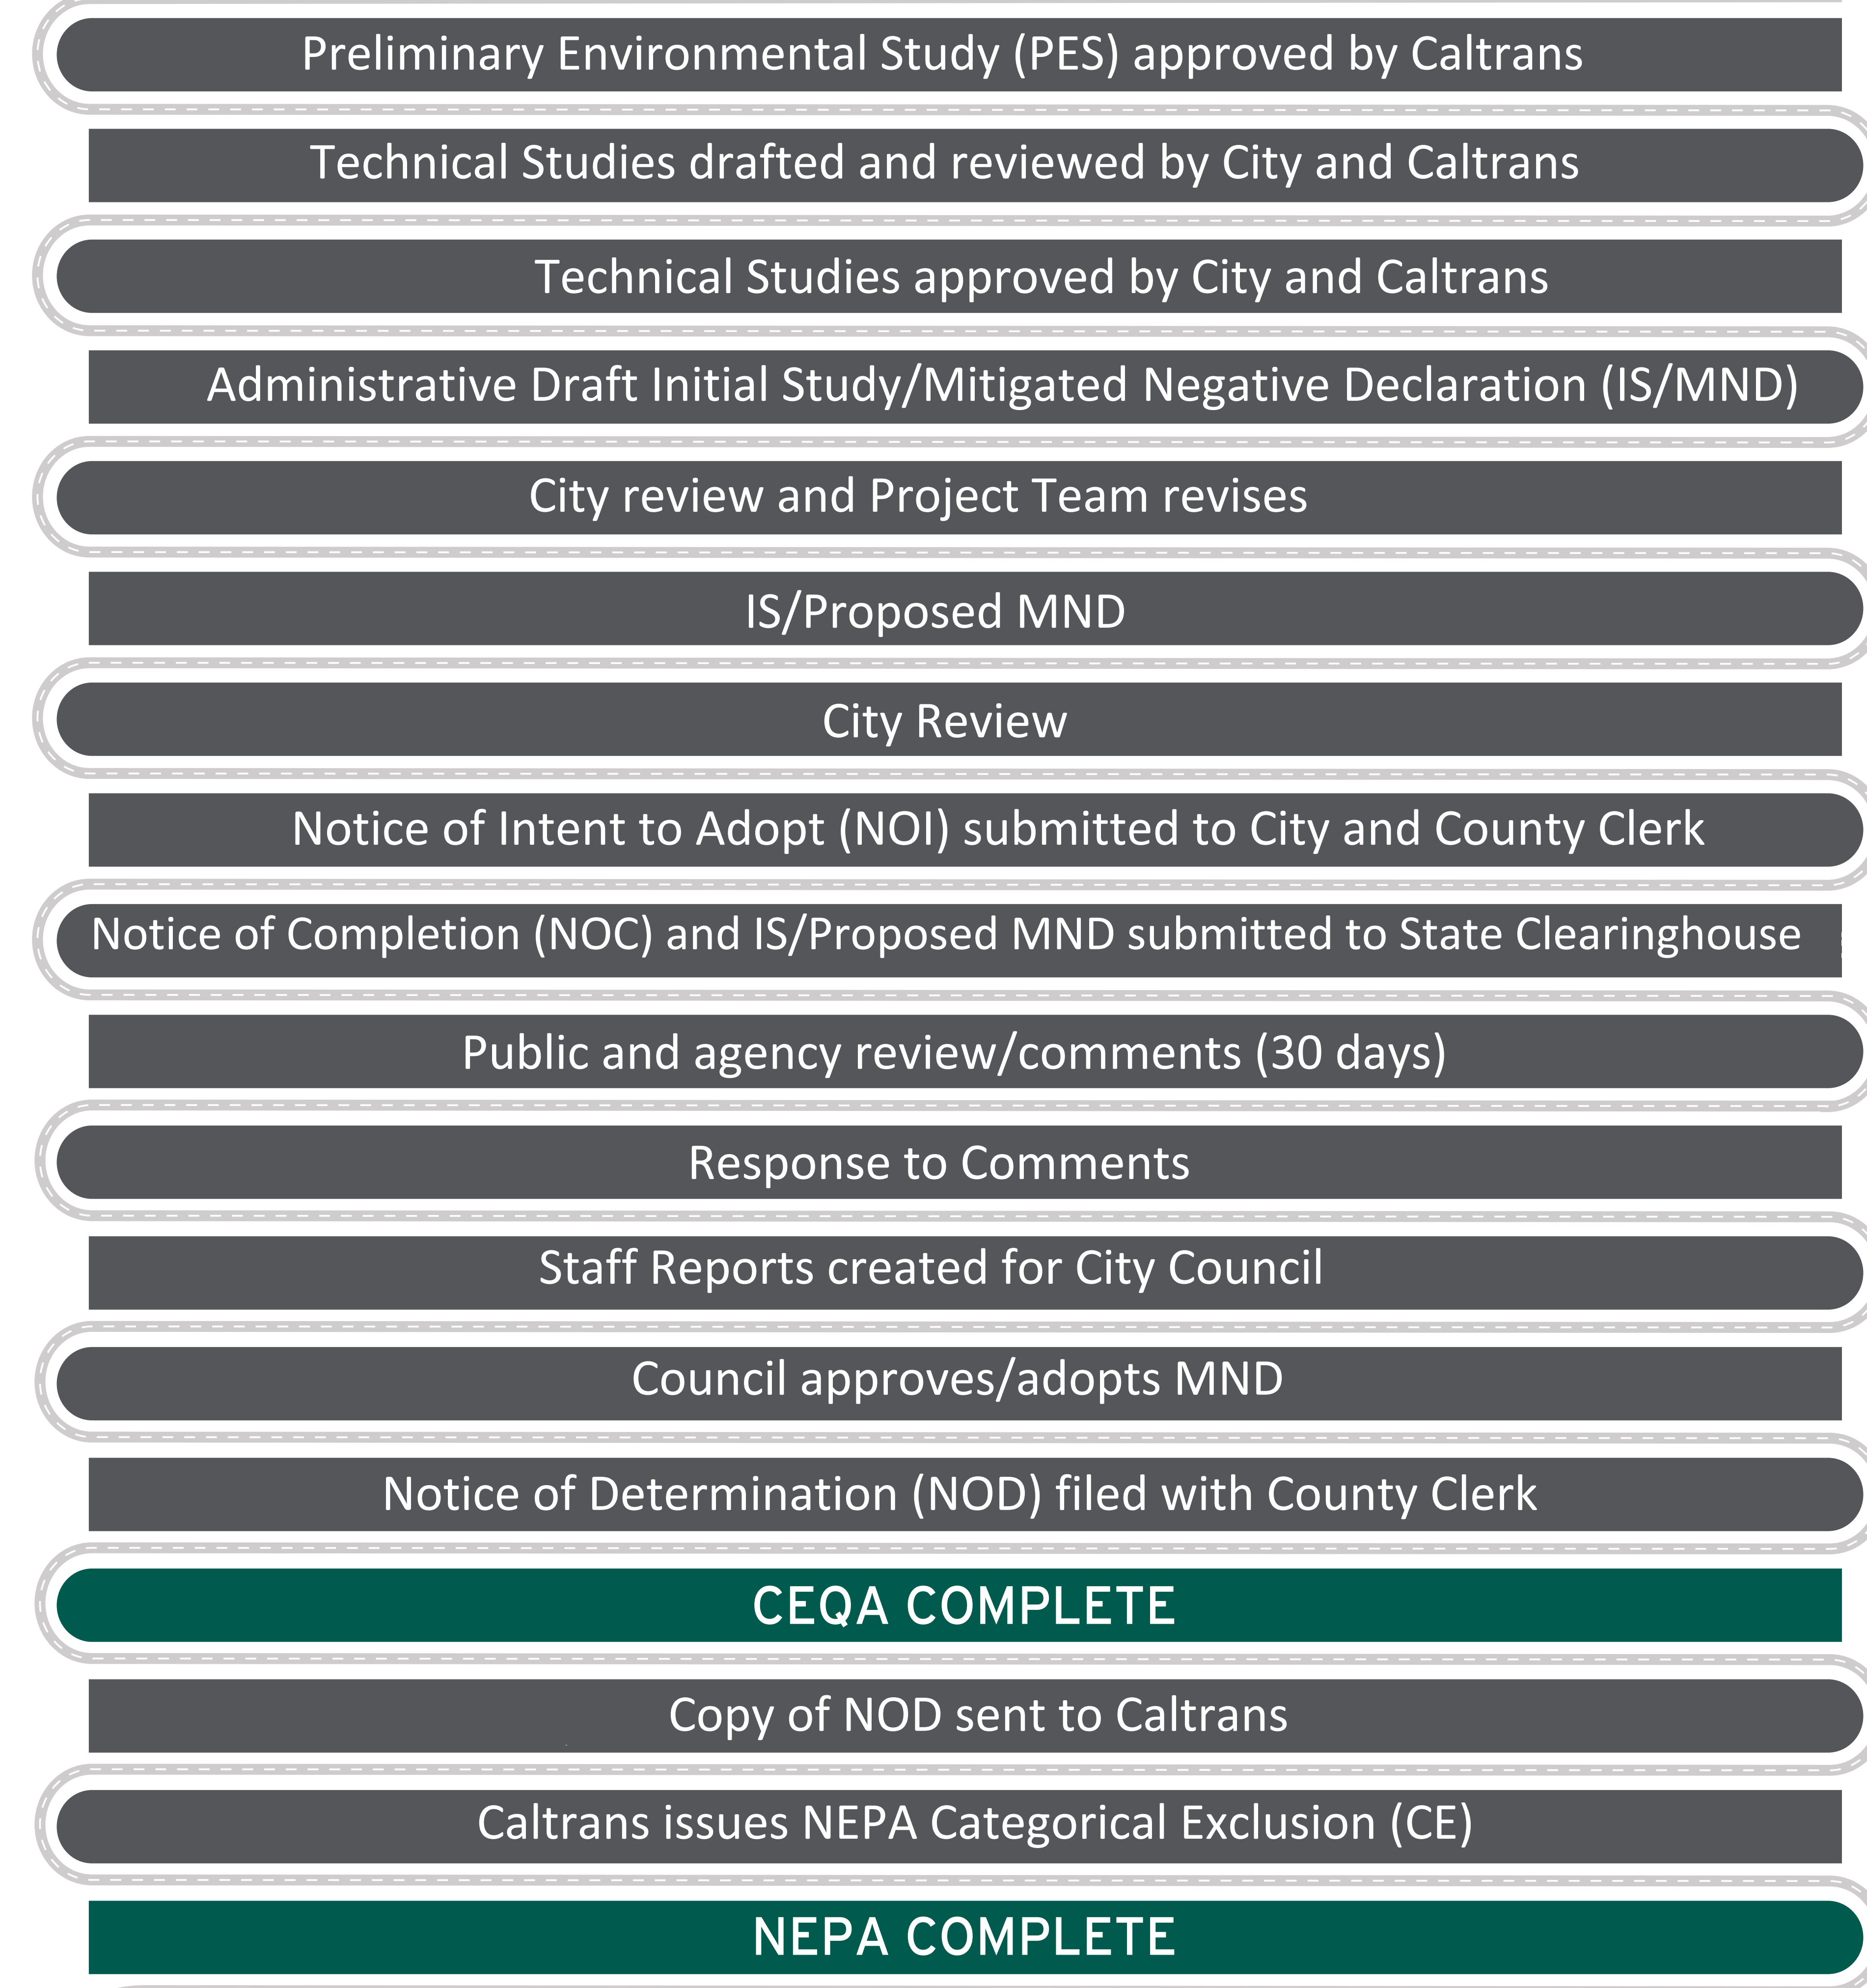 Preliminary Environmental Study (PES) approved by Caltrans
Technical Studies drafted and reviewed by City and Caltrans
Technical Studies approved by City and Caltrans
Administrative Draft Initial Study/Mitigated Negative Declaration (IS/MND)
City review and Project Team revises
IS/Proposed MND
City Review
Notice of Intent to Adopt (NOI) submitted to City and County Clerk
Notice of Completion (NOC) and IS/Proposed MND submitted to State Clearinghouse
Public and agency review/comments (30 days)
Response to Comments
Staff Reports created for City Council
Council approves/adopts MND
Notice of Determination (NOD) filed with County Clerk
CEQA COMPLETE
Copy of NOD sent to Caltrans
Caltrans issues NEPA Categorical Exclusion (CE)
NEPA COMPLETE